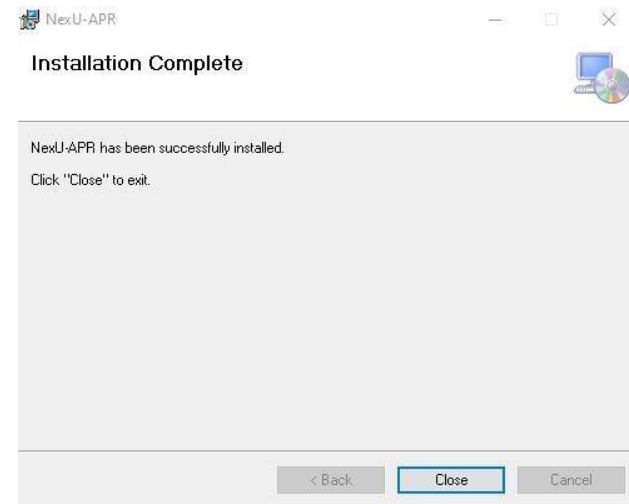 NexU-APR
Installation Complete
NexU-APR has been successfully installed.
Click "Close" to exit.
< Back
Close
Cancel